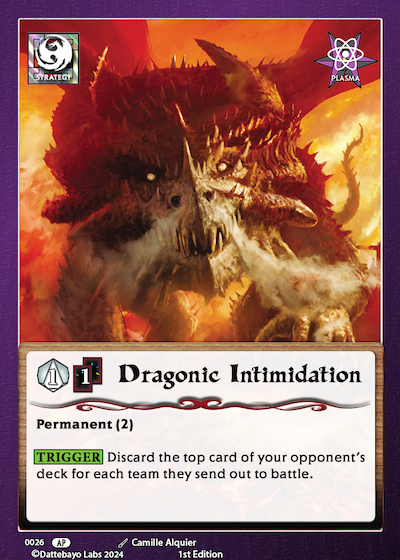 STRATEGY
PLASMA
1 1 Dragonic Intimidation
Permanent (2)
TRIGGER Discard the top card of your opponent's
deck for each team they send out to battle.
0026 AP Camille Alquier
©Dattebayo Labs 2024 1st Edition